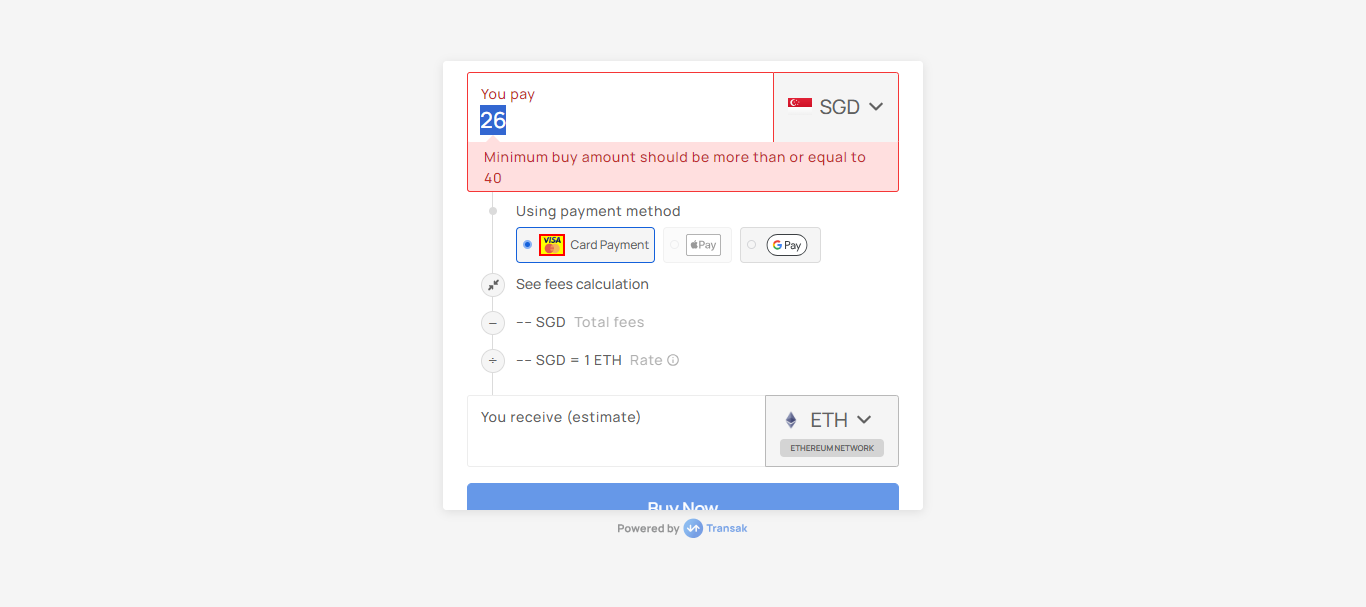 You pay
26
SGD
Minimum buy amount should be more than or equal to
40
Using payment method
VISA Card Payment
Pay
G Pay
See fees calculation
−− SGD Total fees
−− SGD = 1 ETH Rate
You receive (estimate)
ETH
ETHEREUM NETWORK
Buy Now
Powered by Transak